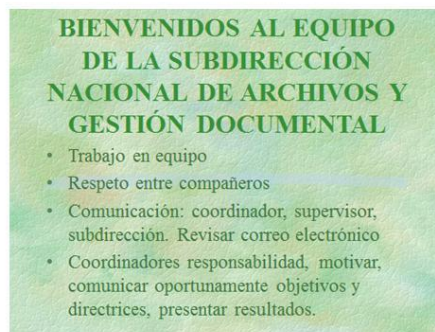 BIENVENIDOS AL EQUIPO
DE LA SUBDIRECCIÓN
NACIONAL DE ARCHIVOS Y
GESTIÓN DOCUMENTAL
• Trabajo en equipo
• Respeto entre compañeros
• Comunicación: coordinador, supervisor,
subdirección. Revisar correo electrónico
• Coordinadores responsabilidad, motivar,
comunicar oportunamente objetivos y
directrices, presentar resultados.